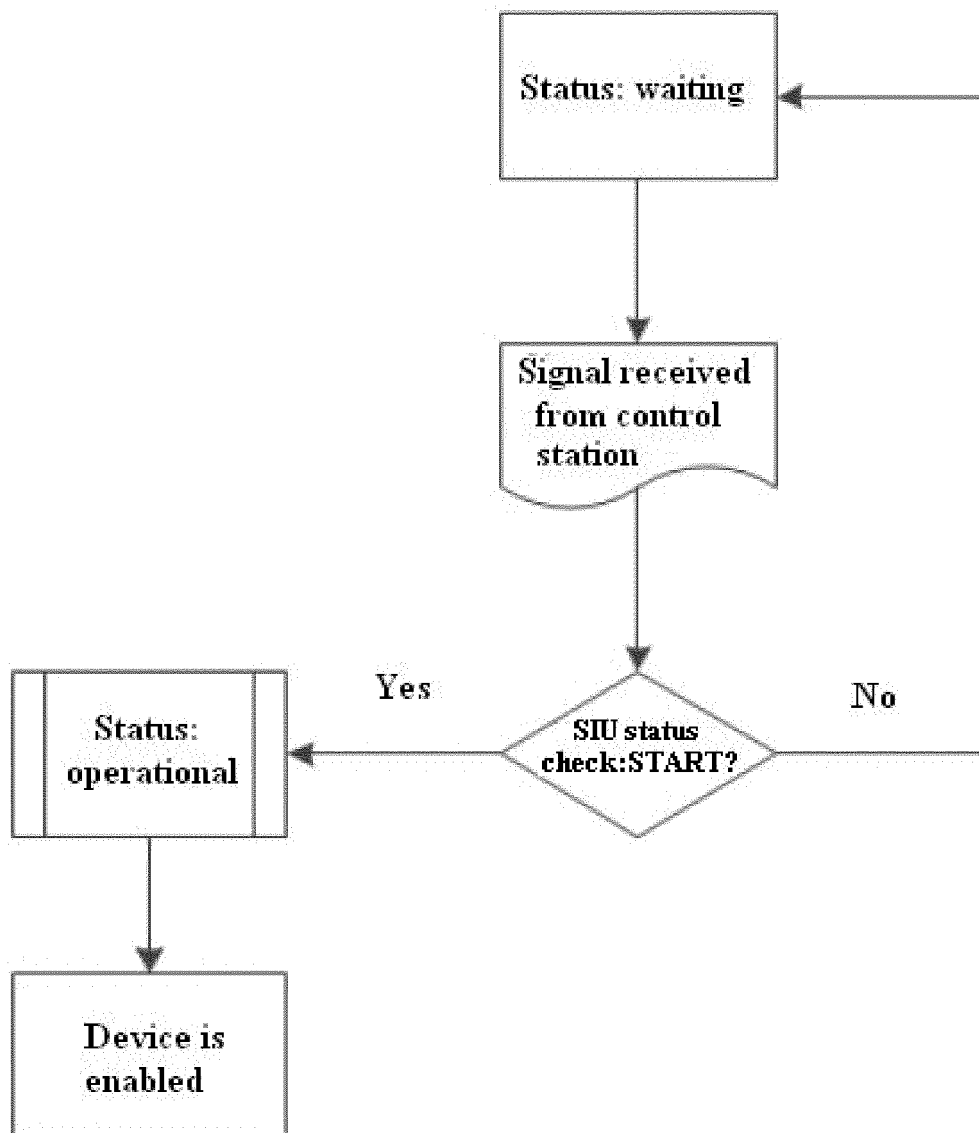 Status: waiting
Signal received
from control
station
Yes
No
SIU status
check:START?
Status:
operational
Device is
enabled